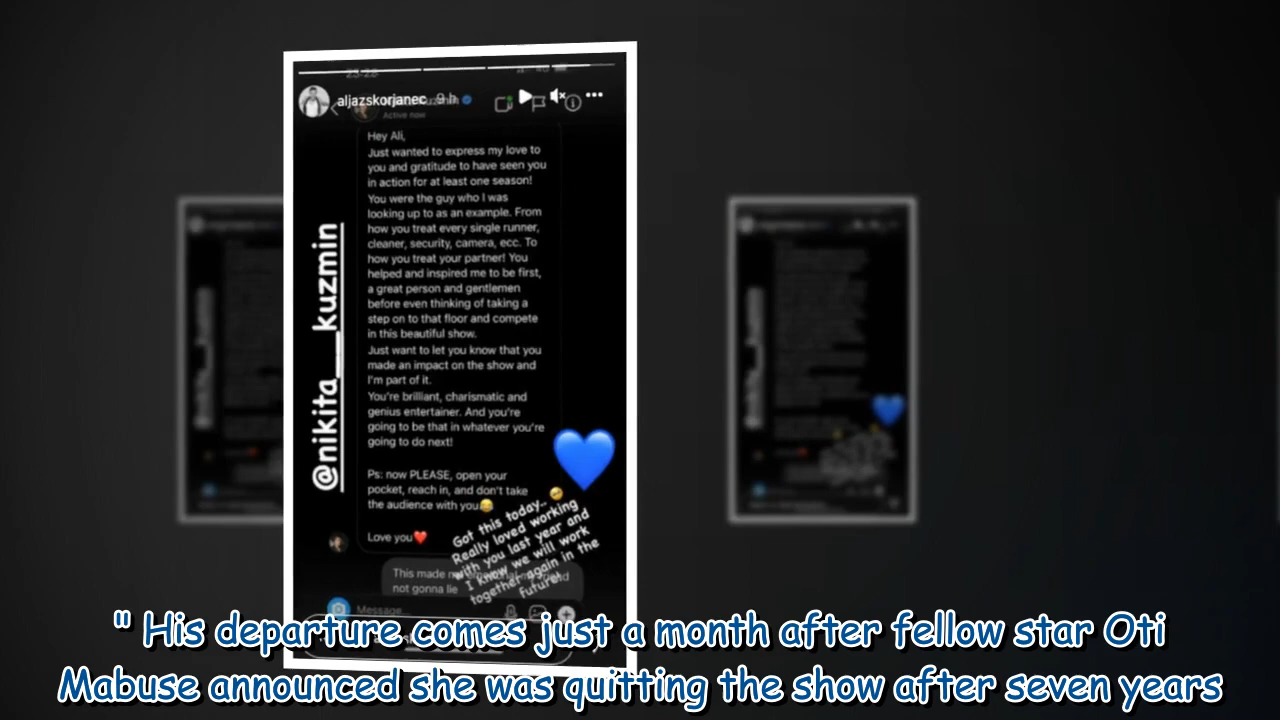 aljazskorjanec 9 h
Active now
Hey Ali,
Just wanted to express my love to
you and gratitude to have seen you
in action for at least one season!
You were the guy who I was
looking up to as an example. From
how you treat every single runner,
cleaner, security, camera, ecc. To
how you treat your partner! You
helped and inspired me to be first,
a great person and gentlemen
before even thinking of taking a
step on to that floor and compete
in this beautiful show.
Just want to let you know that you
made an impact on the show and
I'm part of it.
You're brilliant, charismatic and
genius entertainer. And you're
going to be that in whatever you're
going to do next!
Ps: now PLEASE, open your
pocket, reach in, and don't take
the audience with you😂
Love you❤️
@nikita__kuzmin
Got this today..
Really loved working
with you last year and
I know we will work
together again in the
future!
This made
not gonna lie
Message...
" His departure comes just a month after fellow star Oti
Mabuse announced she was quitting the show after seven years